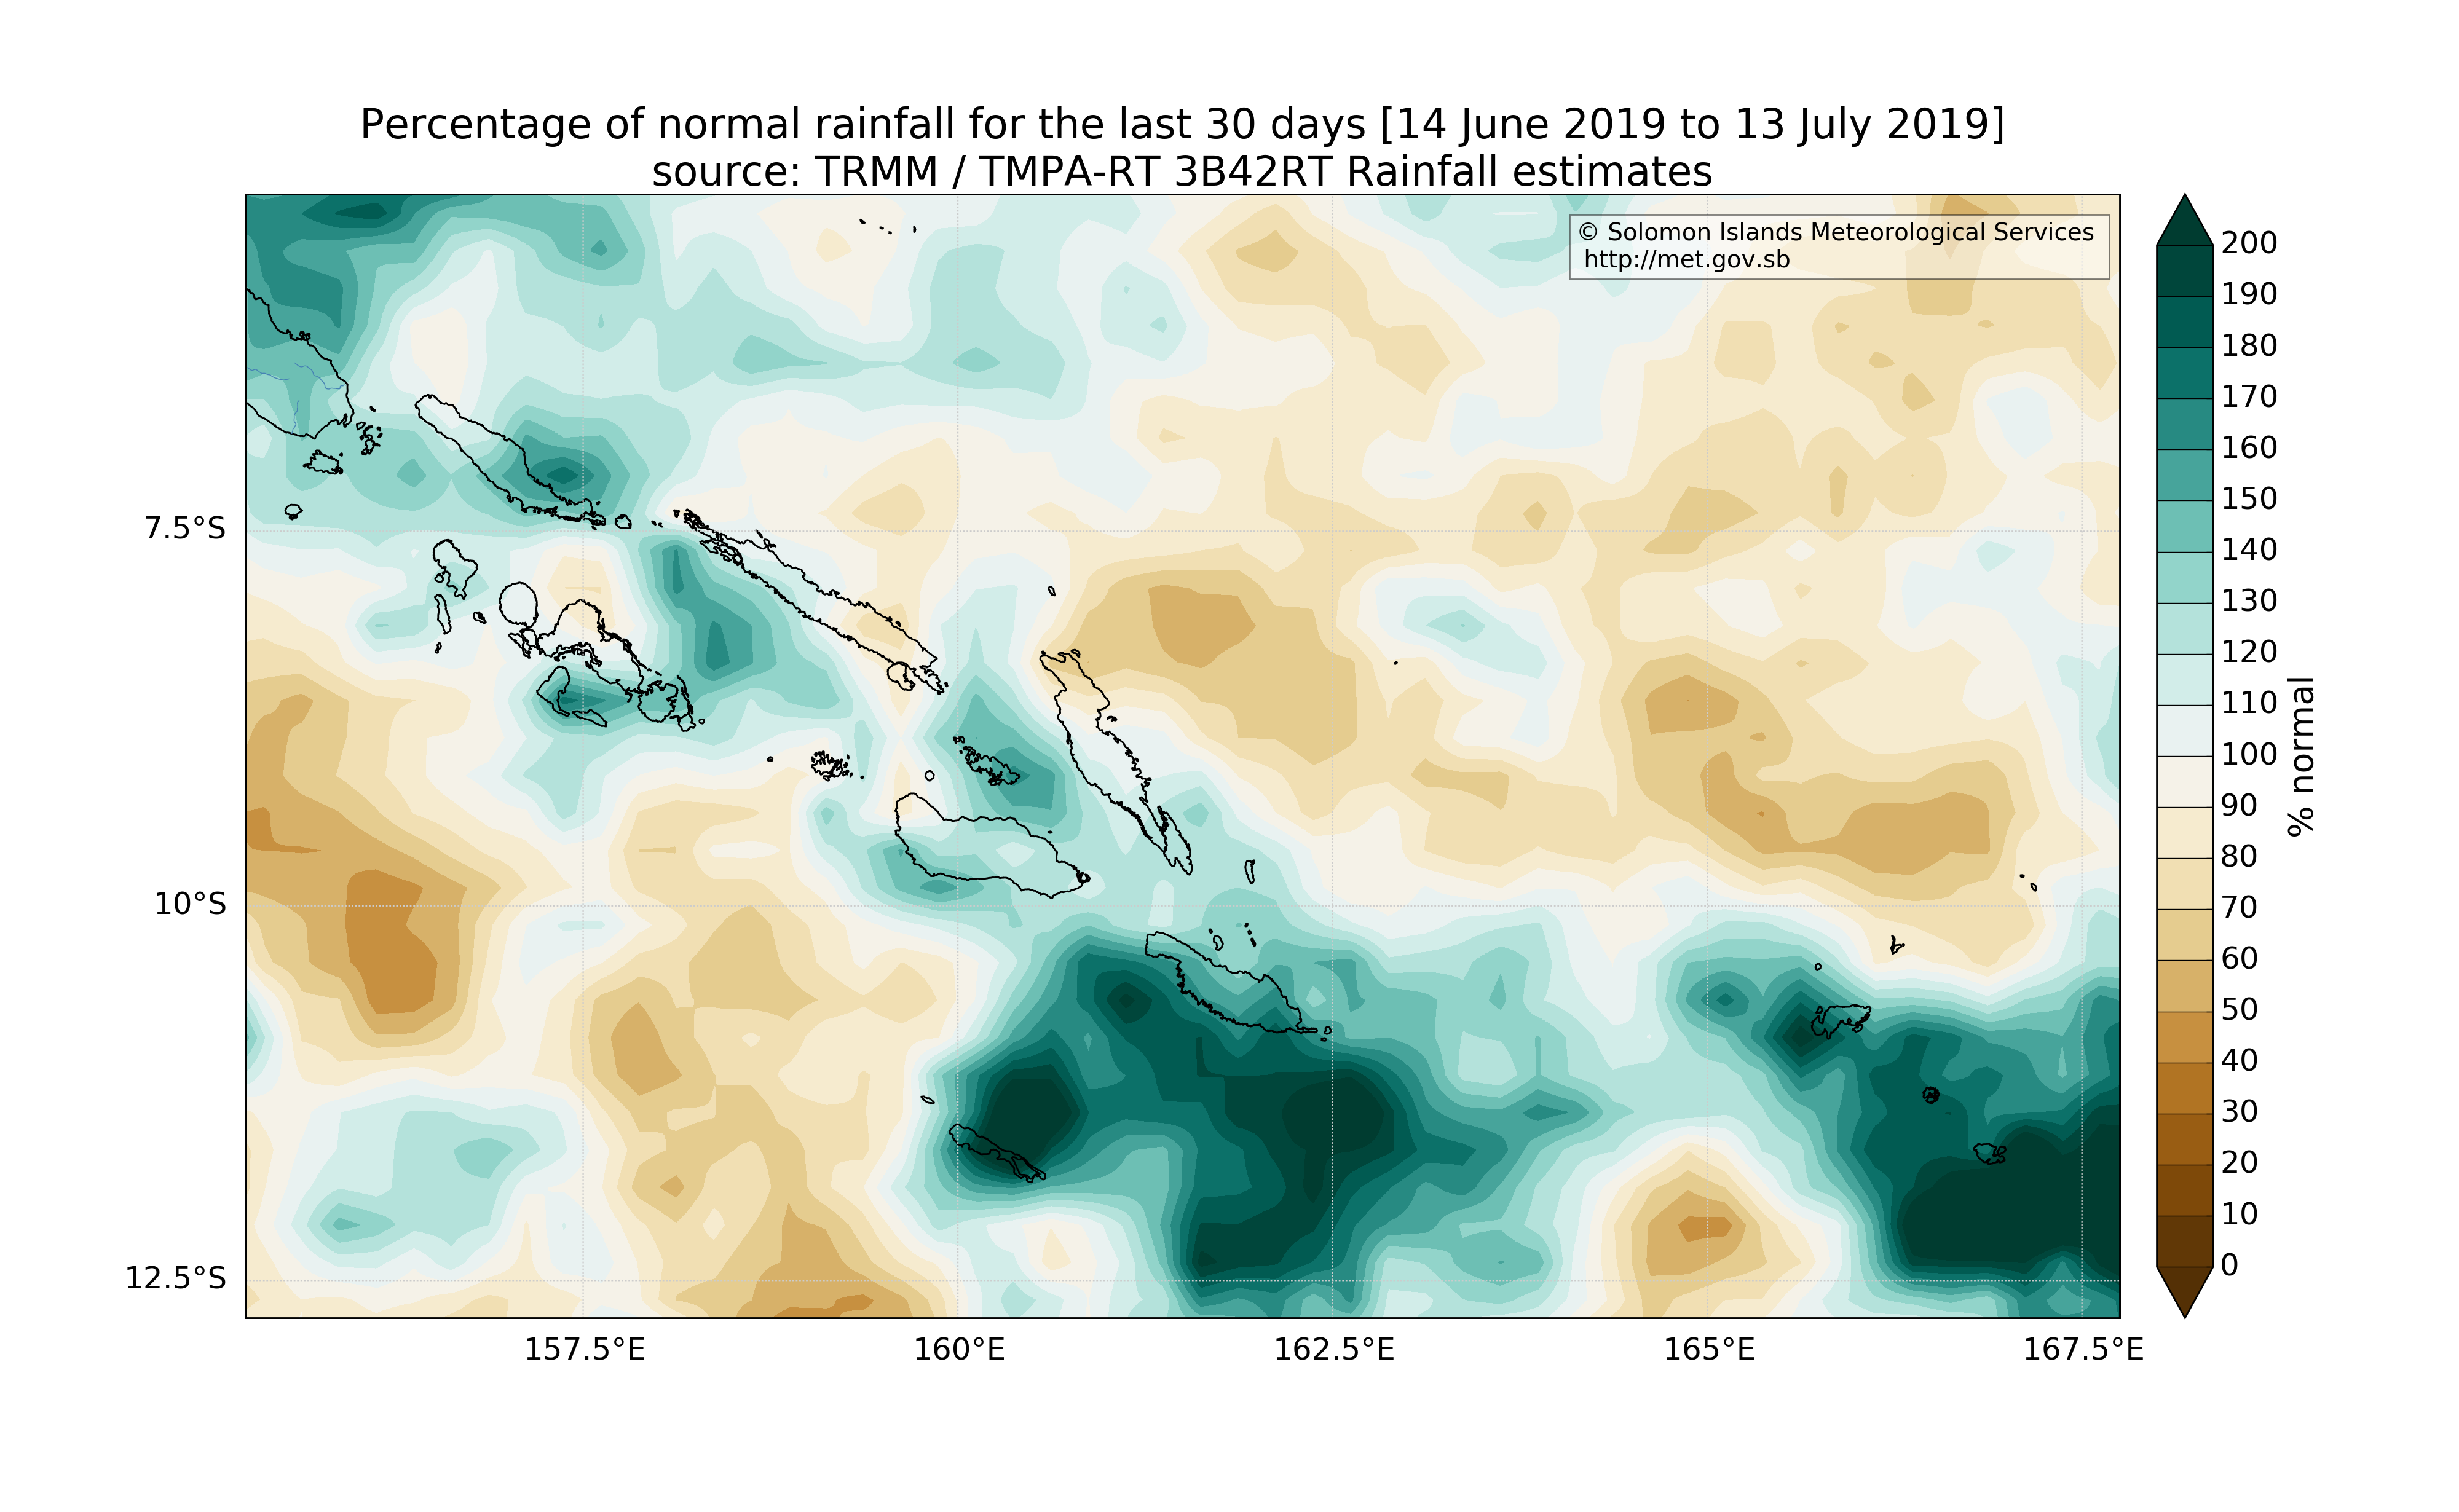 Percentage of normal rainfall for the last 30 days [14 June 2019 to 13 July 2019]
source: TRMM / TMPA-RT 3B42RT Rainfall estimates
© Solomon Islands Meteorological Services
http://met.gov.sb
7.5°S
10°S
12.5°S
157.5°E
160°E
162.5°E
165°E
167.5°E
200
190
180
170
160
150
140
130
120
110
100
90
80
70
60
50
40
30
20
10
0
% normal